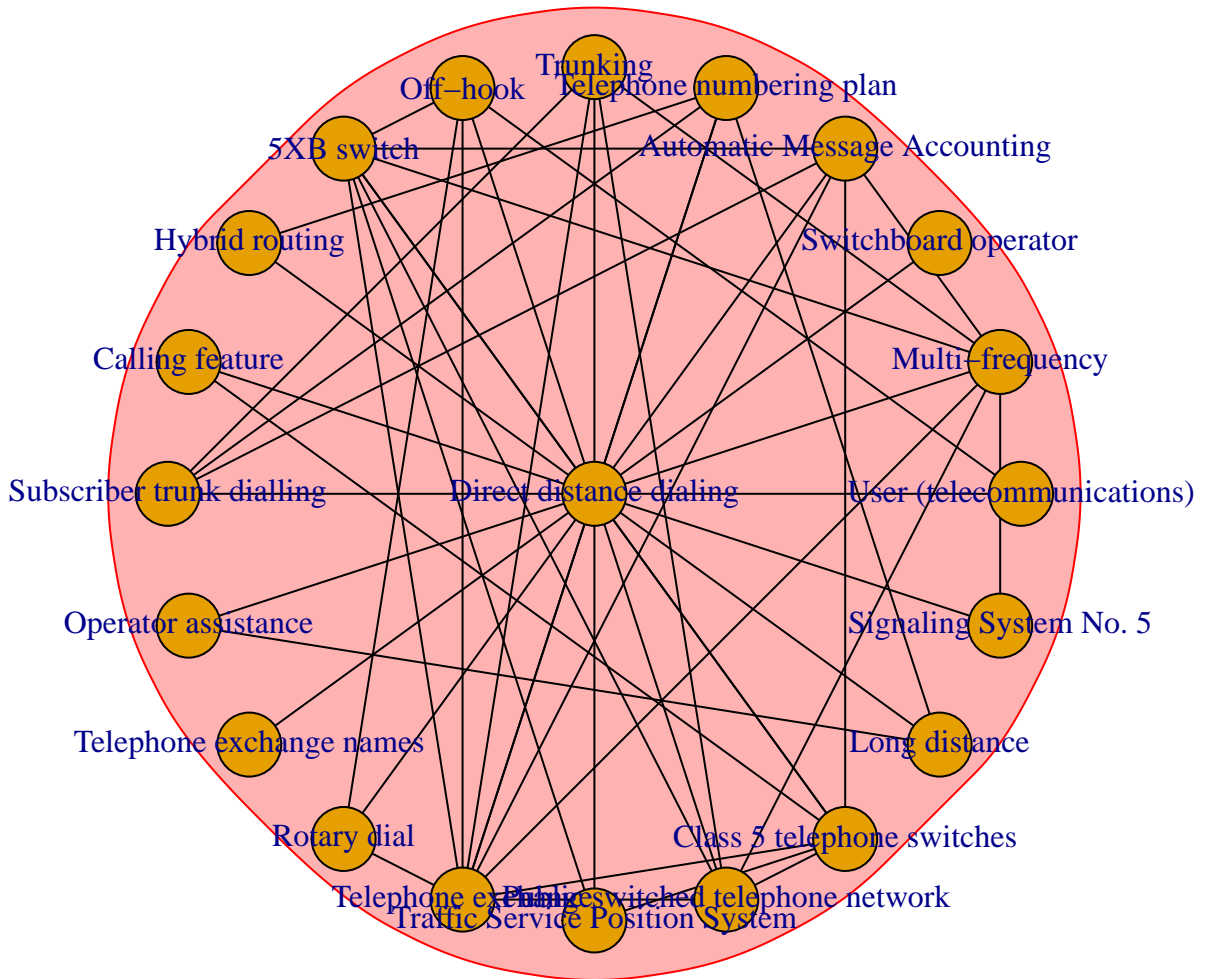 Trunking
Off−hook
Telephone numbering plan
5XB switch
Automatic Message Accounting
Hybrid routing
Switchboard operator
Calling feature
Multi−frequency
Subscriber trunk dialling
Direct distance dialing
User (telecommunications)
Operator assistance
Signaling System No. 5
Telephone exchange names
Long distance
Rotary dial
Class 5 telephone switches
Telephone exchange
Public switched telephone network
Traffic Service Position System